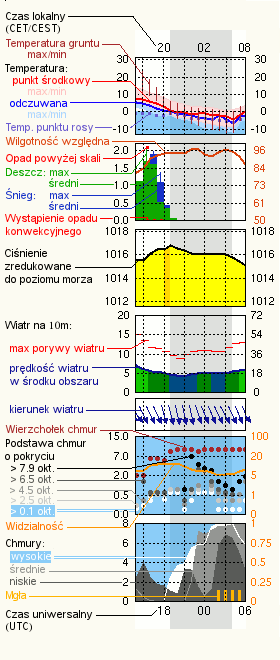 Czas lokalny
(CET/CEST)
Temperatura gruntu
max/min
20 02 08
Temperatura:
punkt środkowy
max/min
odczuwana
max/min
Temp. punktu rosy
30 30
20 20
10 10
0 0
-10 -10
Wilgotność względna
Opad powyżej skali
Deszcz: max
średni
Śnieg: max
średni
Wystąpienie opadu
konwekcyjnego
2.0 96
1.5 84
1.0 73
0.5 61
0.0 50
Ciśnienie
zredukowane
do poziomu morza
1018 1018
1016 1016
1014 1014
1012 1012
Wiatr na 10m:
max porywy wiatru
prędkość wiatru
w środku obszaru
20 72
15 54
10 36
5 18
0 0
kierunek wiatru
Wierzchołek chmur
Podstawa chmur
o pokryciu
> 7.9 okt.
> 6.5 okt.
> 4.5 okt.
> 2.5 okt.
> 0.1 okt.
Widzialność
15.0 100
7.0 20
2.0 5
0.5 1
0.0 0
Chmury:
wysokie
średnie
niskie
Mgła
8 1
6 0.75
4 0.5
2 0.25
0 0
18 00 06
Czas uniwersalny
(UTC)